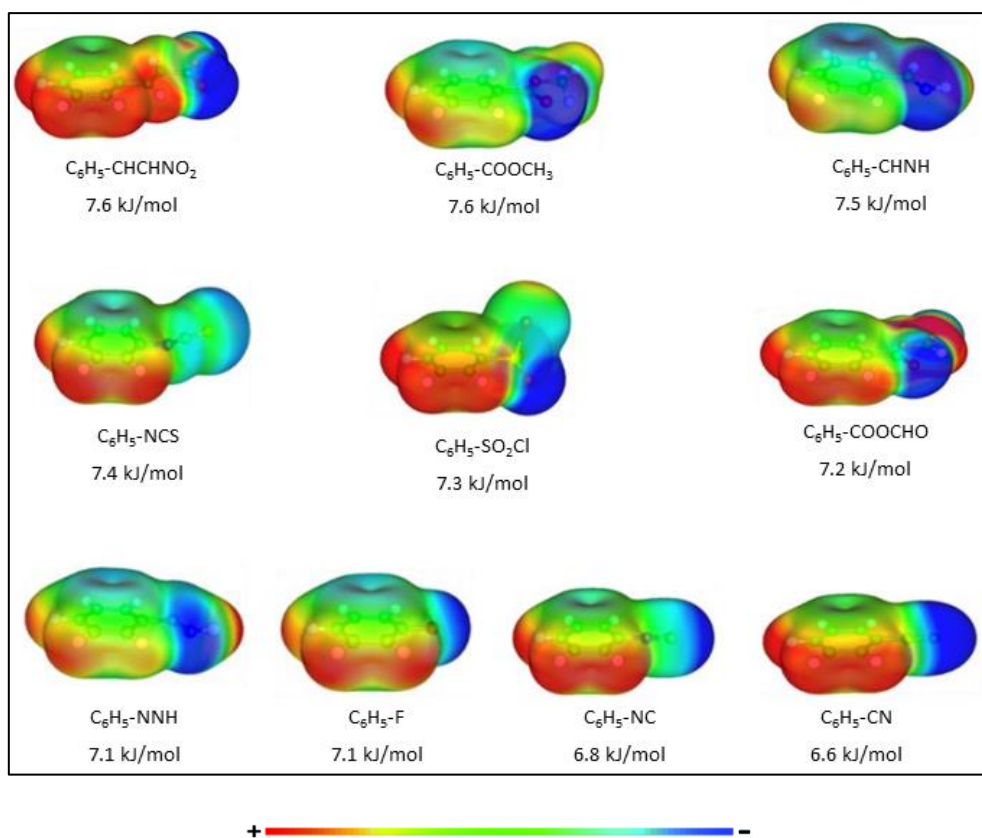 C₆H₅-CHCHNO₂ C₆H₅-COOCH₃ C₆H₅-CHNH
7.6 kJ/mol 7.6 kJ/mol 7.5 kJ/mol
C₆H₅-NCS C₆H₅-SO₂Cl C₆H₅-COOCHO
7.4 kJ/mol 7.3 kJ/mol 7.2 kJ/mol
C₆H₅-NNH C₆H₅-F C₆H₅-NC C₆H₅-CN
7.1 kJ/mol 7.1 kJ/mol 6.8 kJ/mol 6.6 kJ/mol
+ −